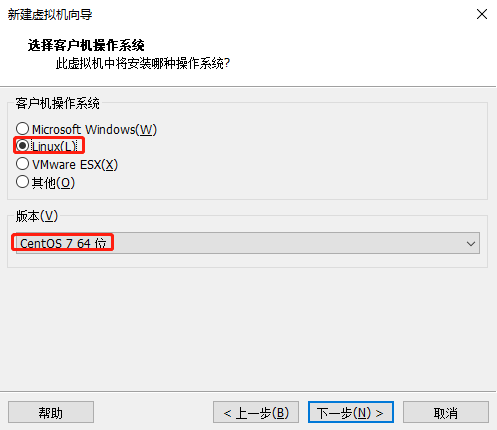 新建虚拟机向导
选择客户机操作系统
此虚拟机中将安装哪种操作系统?
客户机操作系统
Microsoft Windows(W)
Linux(L)
VMware ESX(X)
其他(O)
版本(V)
CentOS 7 64 位
帮助
< 上一步(B)
下一步(N) >
取消